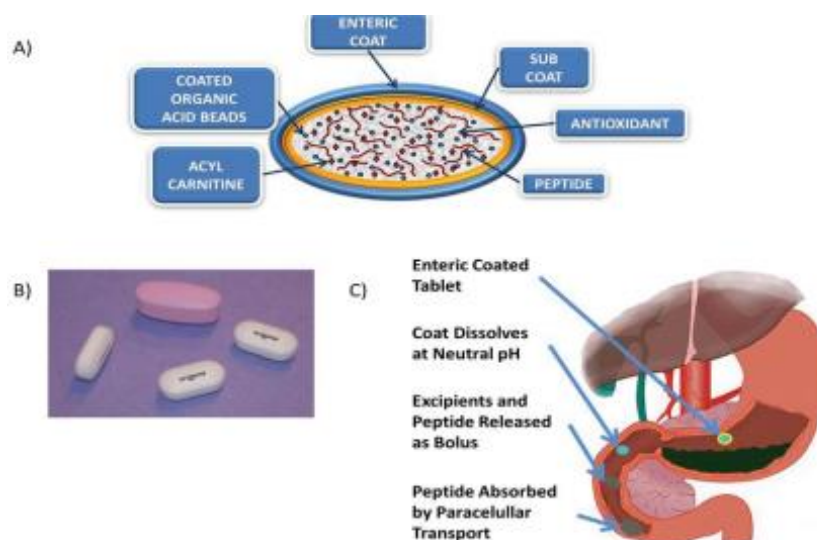 A)
ENTERIC
COAT
SUB
COAT
COATED
ORGANIC
ACID BEADS
ANTIOXIDANT
ACYL
CARNITINE
PEPTIDE
B)
C)
Enteric Coated
Tablet
Coat Dissolves
at Neutral pH
Excipients and
Peptide Released
as Bolus
Peptide Absorbed
by Paracelullar
Transport